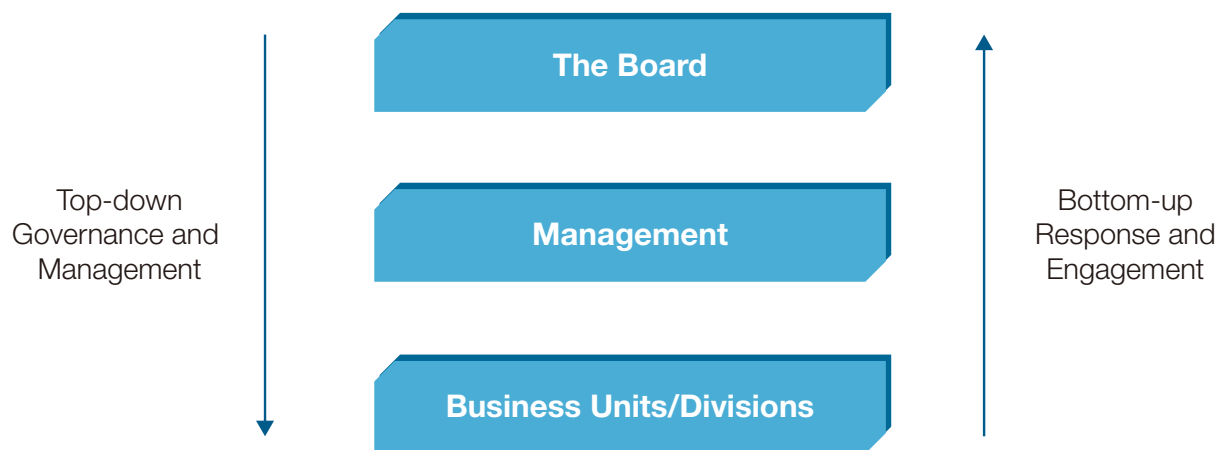 The Board
Top-down
Governance and
Management
Management
Bottom-up
Response and
Engagement
Business Units/Divisions